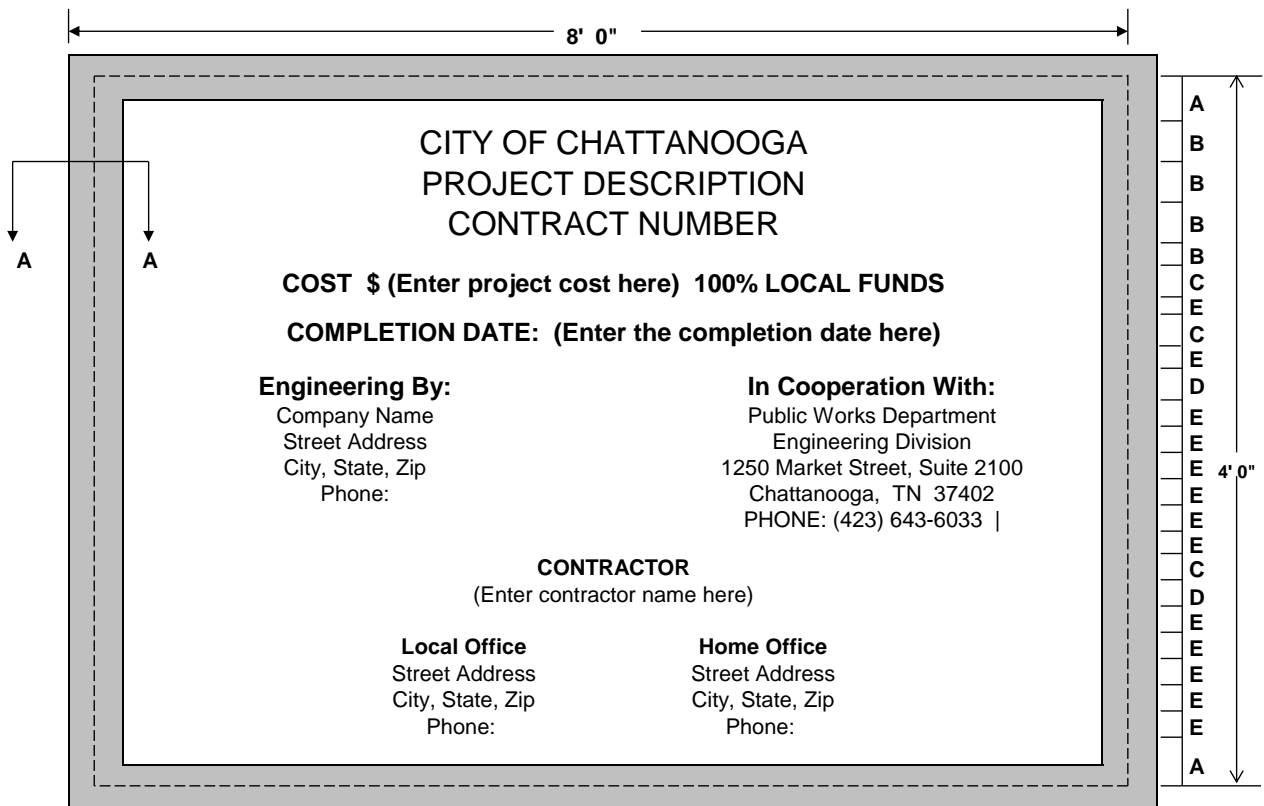 8' 0"
CITY OF CHATTANOOGA
PROJECT DESCRIPTION
CONTRACT NUMBER
A A
COST $ (Enter project cost here) 100% LOCAL FUNDS
COMPLETION DATE: (Enter the completion date here)
Engineering By:
Company Name
Street Address
City, State, Zip
Phone:
In Cooperation With:
Public Works Department
Engineering Division
1250 Market Street, Suite 2100
Chattanooga, TN 37402
PHONE: (423) 643-6033 |
CONTRACTOR
(Enter contractor name here)
Local Office
Street Address
City, State, Zip
Phone:
Home Office
Street Address
City, State, Zip
Phone:
A
B
B
B
B
C
E
C
E
D
E
E
E
E
E
E
C
D
E
E
E
E
E
A
4' 0"